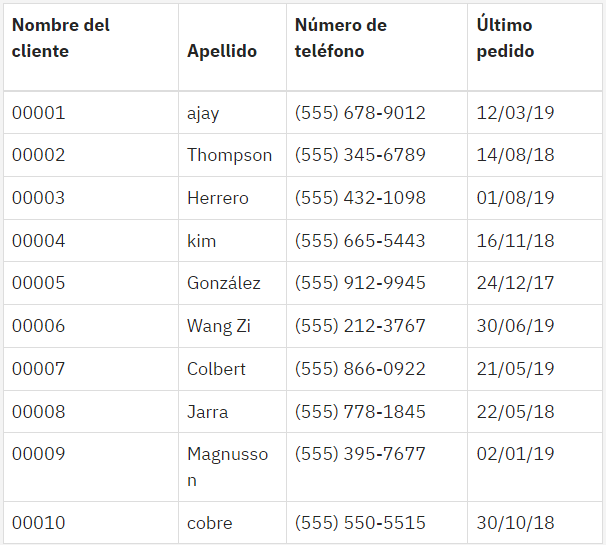 Nombre del cliente Apellido Número de teléfono Último pedido
00001 ajay (555) 678-9012 12/03/19
00002 Thompson (555) 345-6789 14/08/18
00003 Herrero (555) 432-1098 01/08/19
00004 kim (555) 665-5443 16/11/18
00005 González (555) 912-9945 24/12/17
00006 Wang Zi (555) 212-3767 30/06/19
00007 Colbert (555) 866-0922 21/05/19
00008 Jarra (555) 778-1845 22/05/18
00009 Magnusson (555) 395-7677 02/01/19
00010 cobre (555) 550-5515 30/10/18